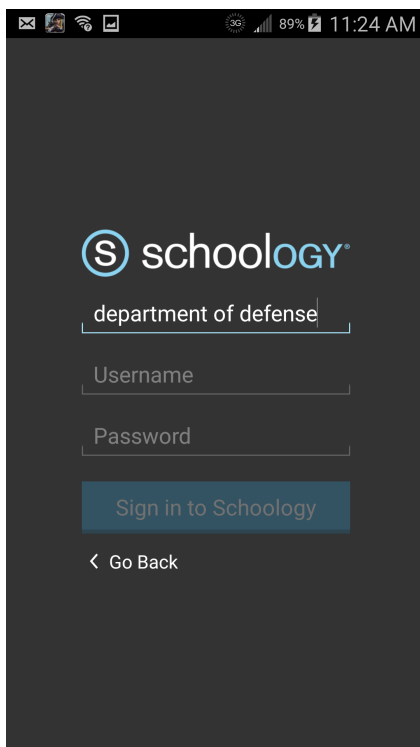 3G 89% 11:24 AM
S schoology®
department of defense
Username
Password
Sign in to Schoology
Go Back